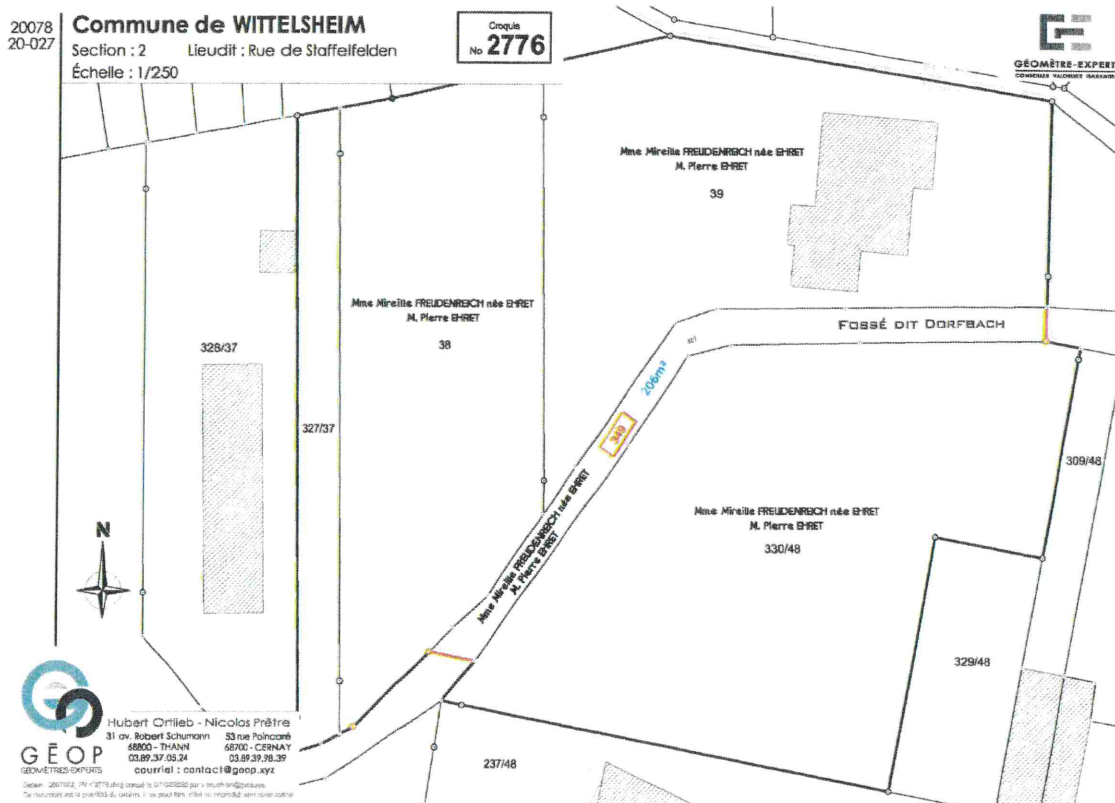 20078
20-027
Commune de WITTELSHEIM
Section : 2 Lieudit : Rue de Staffelfelden
Échelle : 1/250
Croquis
No 2776
GÉOMÈTRE-EXPERT
CONSEILLER VALORISER GARANTIR
Mme Mireille FREUDENREICH née EHRET
M. Pierre EHRET
39
Mme Mireille FREUDENREICH née EHRET
M. Pierre EHRET
38
328/37
327/37
FOSSÉ DIT DORFBACH
206m²
349
Mme Mireille FREUDENREICH née EHRET
M. Pierre EHRET
309/48
Mme Mireille FREUDENREICH née EHRET
M. Pierre EHRET
330/48
329/48
237/48
N
GÉOP
GÉOMÈTRES-EXPERTS
Hubert Ortlieb - Nicolas Prêtre
31 av. Robert Schumann 53 rue Poincaré
68800 - THANN 68700 - CERNAY
03.89.37.05.24 03.89.39.98.39
courriel : contact@geop.xyz